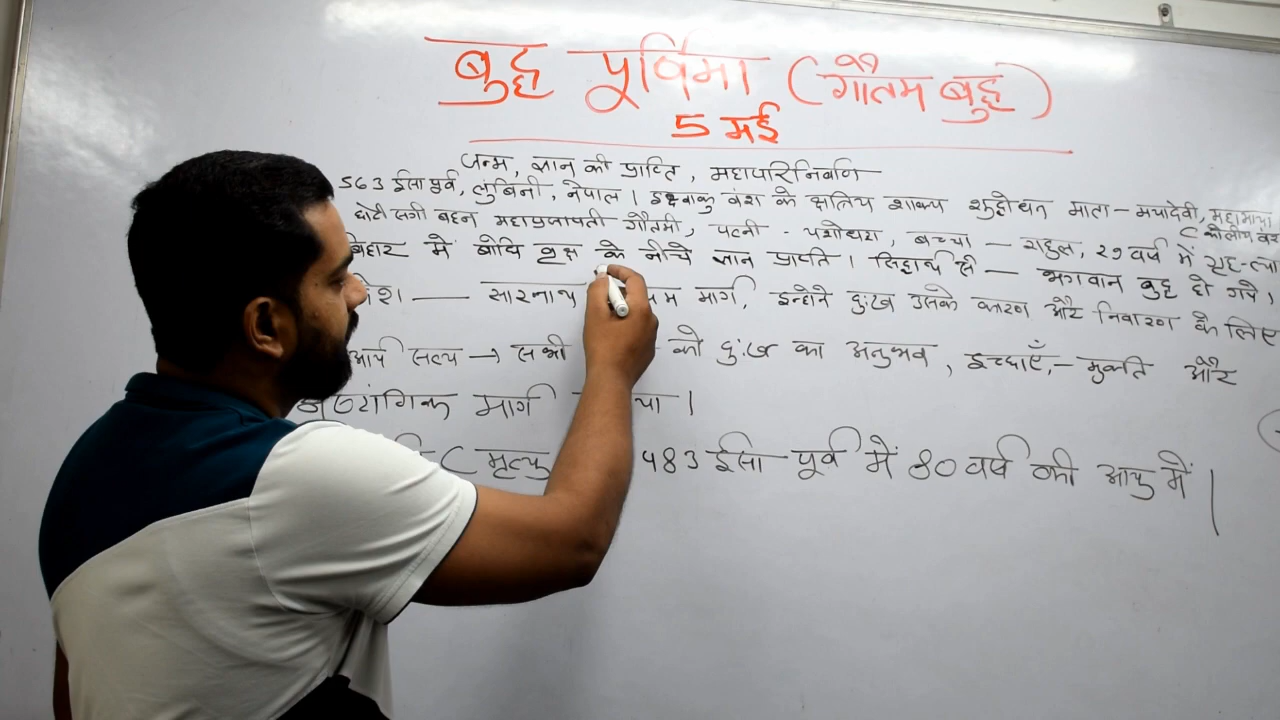 बुद्ध पूर्णिमा (गौतम बुद्ध)
5 मई
जन्म, ज्ञान की प्राप्ति, महापरिनिर्वाण
563 ईसा पूर्व, लुंबिनी, नेपाल। इक्ष्वाकु वंश के क्षत्रिय शाक्य शुद्धोधन माता - मायादेवी, महामाया
छोटी सगी बहन महाप्रजापती गौतमी, पत्नी - यशोधरा, बच्चा - राहुल, 29 वर्ष में गृह-त्या
बिहार में बोधि वृक्ष के नीचे ज्ञान प्राप्ति। सिद्धार्थ से - भगवान बुद्ध हो गये,
सारनाथ मार्ग, इन्होंने दुःख उसके कारण और निवारण के लिए
सत्य → सभी को दुःख का अनुभव, इच्छाएँ, - मुक्ति और
मार्ग
(मृत्यु 483 ईसा पूर्व में 80 वर्ष की आयु में।